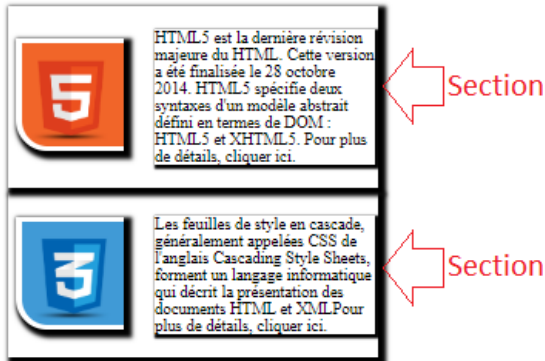 HTML5 est la dernière révision
majeure du HTML. Cette version
a été finalisée le 28 octobre
2014. HTML5 spécifie deux
syntaxes d'un modèle abstrait
défini en termes de DOM :
HTML5 et XHTML5. Pour plus
de détails, cliquer ici.
Section
5
Les feuilles de style en cascade,
généralement appelées CSS de
l'anglais Cascading Style Sheets,
forment un langage informatique
qui décrit la présentation des
documents HTML et XMLPour
plus de détails, cliquer ici.
Section
3